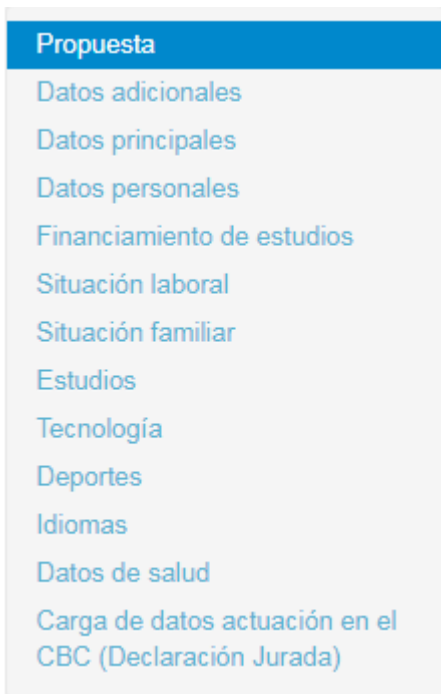 Propuesta
Datos adicionales
Datos principales
Datos personales
Financiamiento de estudios
Situación laboral
Situación familiar
Estudios
Tecnología
Deportes
Idiomas
Datos de salud
Carga de datos actuación en el
CBC (Declaración Jurada)